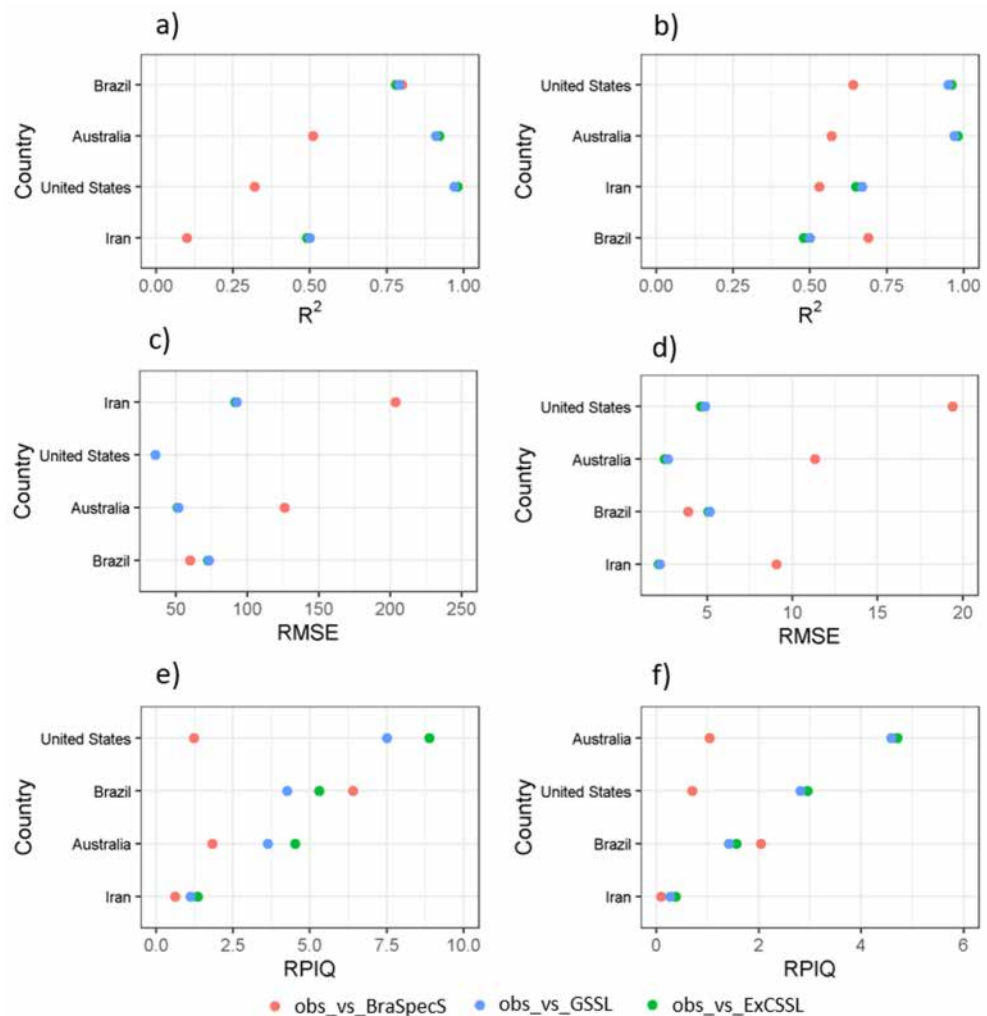 a)
Country
Brazil
Australia
United States
Iran
0.00 0.25 0.50 0.75 1.00
R²
b)
Country
United States
Australia
Iran
Brazil
0.00 0.25 0.50 0.75 1.00
R²
c)
Country
Iran
United States
Australia
Brazil
50 100 150 200 250
RMSE
d)
Country
United States
Australia
Brazil
Iran
5 10 15 20
RMSE
e)
Country
United States
Brazil
Australia
Iran
0.0 2.5 5.0 7.5 10.0
RPIQ
f)
Country
Australia
United States
Brazil
Iran
0 2 4 6
RPIQ
obs_vs_BraSpecS obs_vs_GSSL obs_vs_ExCSSL